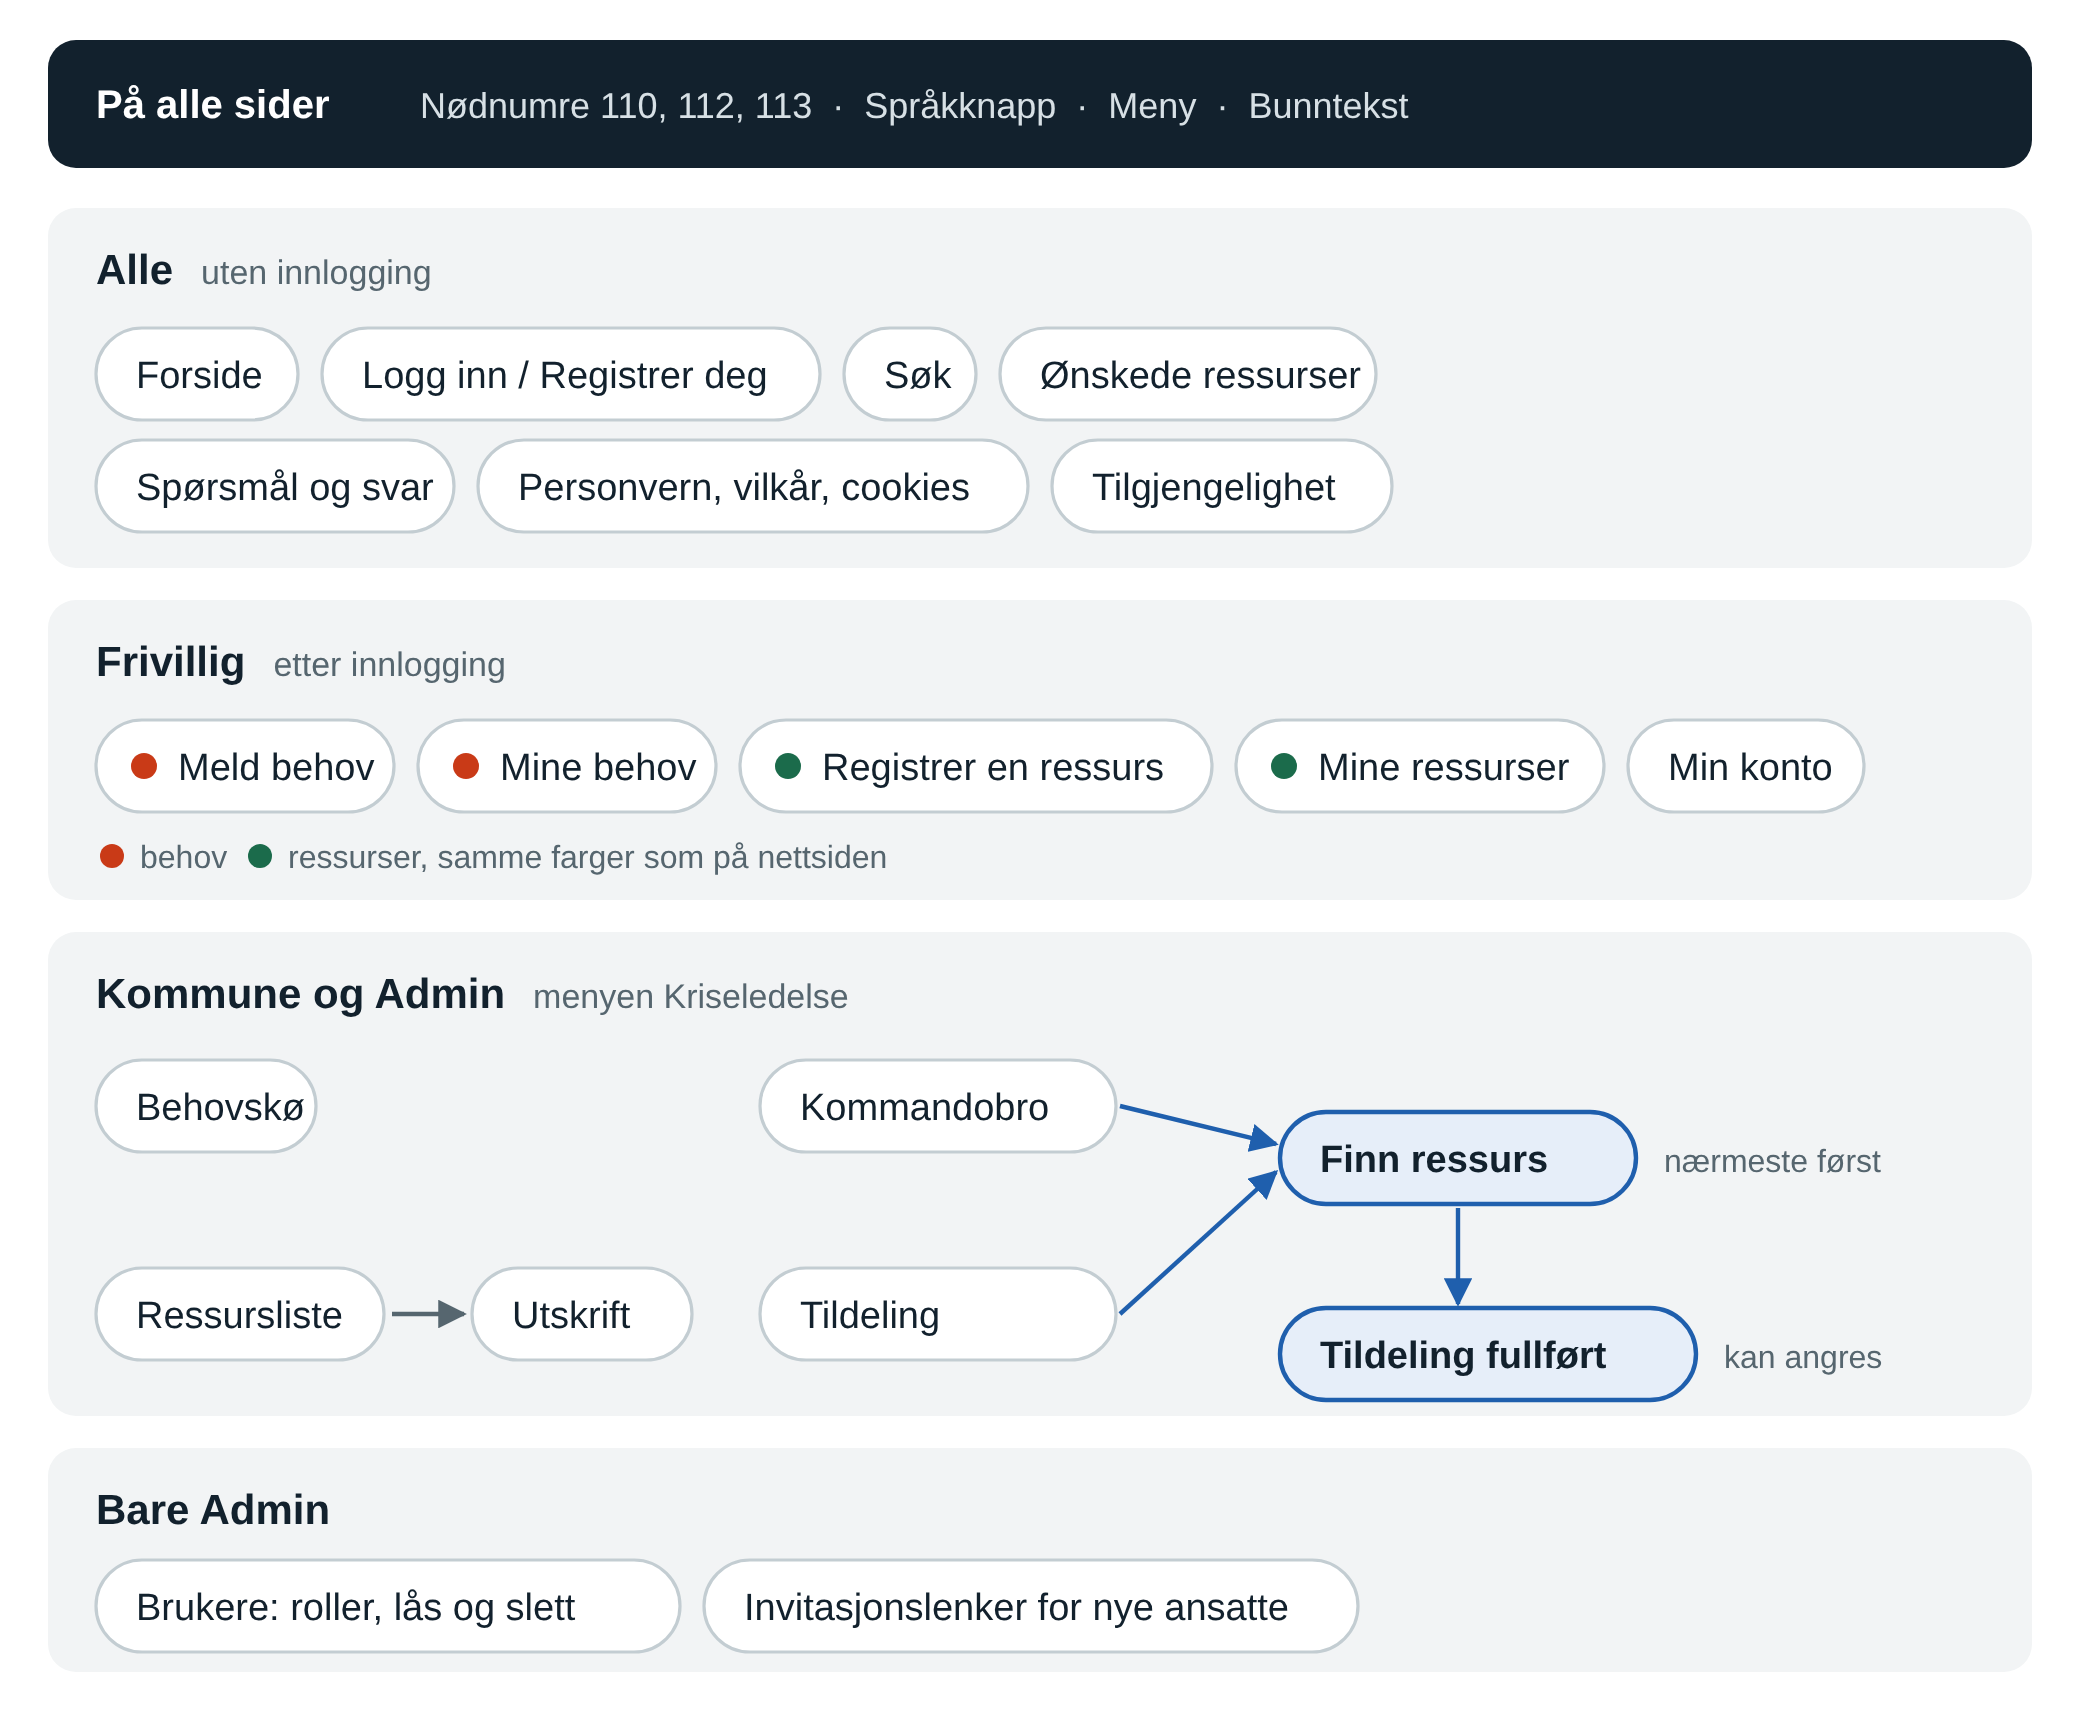 På alle sider Nødnumre 110, 112, 113 · Språkknapp · Meny · Bunntekst
Alle uten innlogging
Forside Logg inn / Registrer deg Søk Ønskede ressurser
Spørsmål og svar Personvern, vilkår, cookies Tilgjengelighet
Frivillig etter innlogging
Meld behov Mine behov Registrer en ressurs Mine ressurser Min konto
behov ressurser, samme farger som på nettsiden
Kommune og Admin menyen Kriseledelse
Behovskø Kommandobro
Finn ressurs nærmeste først
Ressursliste Utskrift Tildeling
Tildeling fullført kan angres
Bare Admin
Brukere: roller, lås og slett Invitasjonslenker for nye ansatte